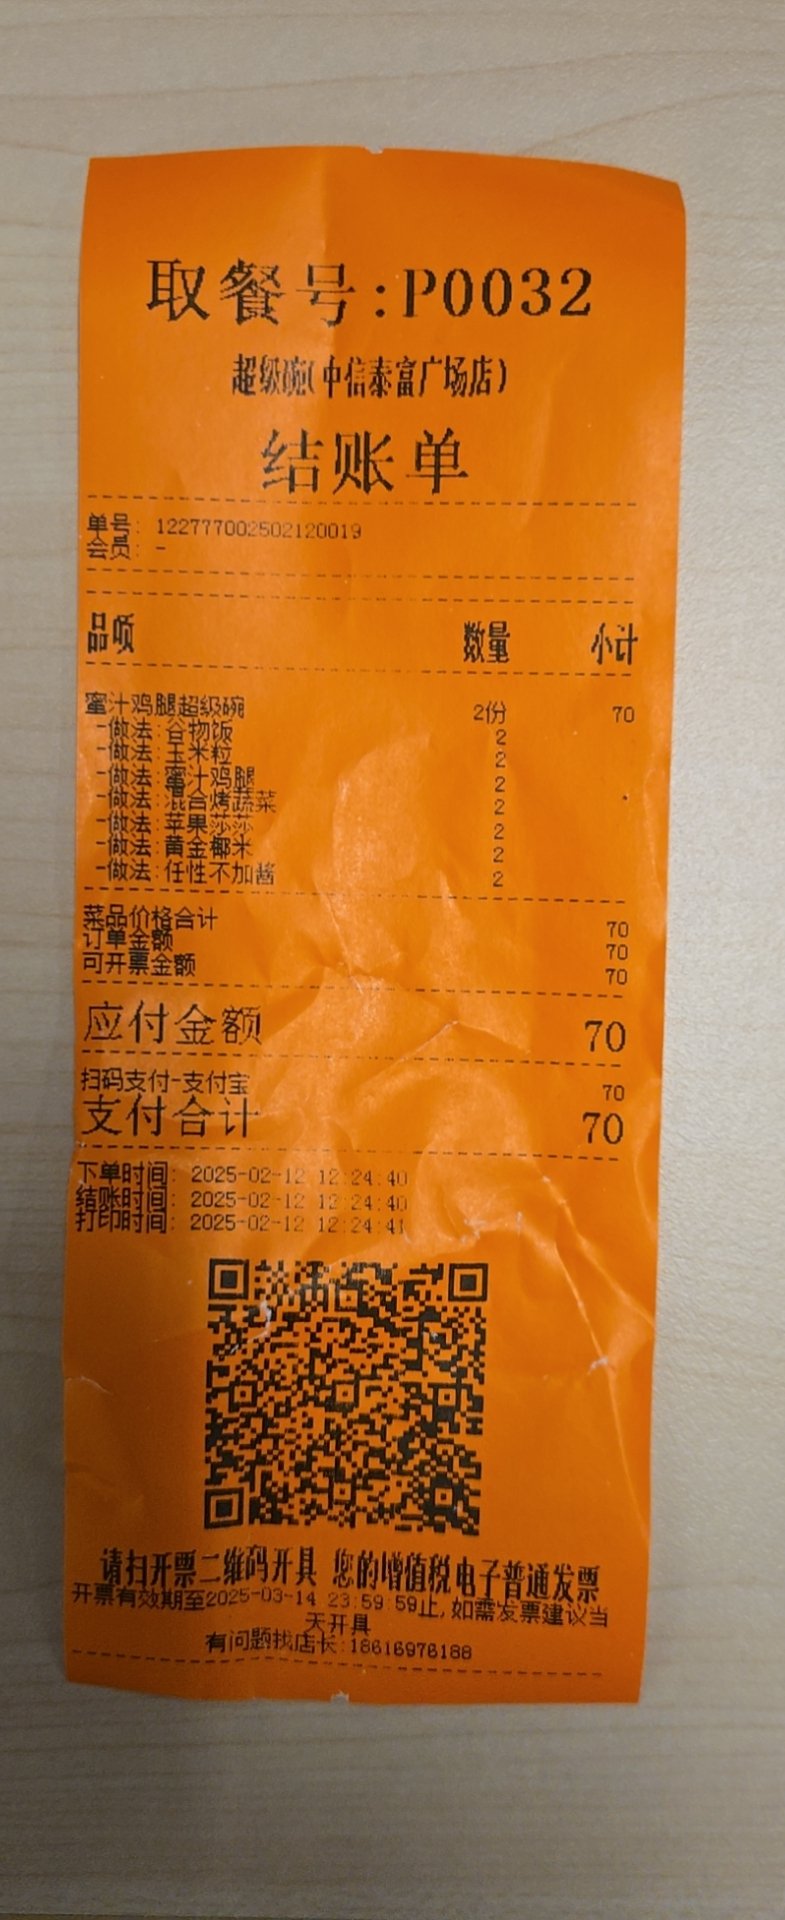 取餐号:P0032
超级碗(中信泰富广场店)
结账单
单号: 122777002502120019
会员: -
品项 数量 小计
蜜汁鸡腿超级碗 2份 70
-做法:谷物饭 2
-做法:玉米粒 2
-做法:蜜汁鸡腿 2
-做法:混合烤蔬菜 2
-做法:苹果莎莎 2
-做法:黄金椰米 2
-做法:任性不加酱 2
菜品价格合计 70
订单金额 70
可开票金额 70
应付金额 70
扫码支付-支付宝 70
支付合计 70
下单时间: 2025-02-12 12:24:40
结账时间: 2025-02-12 12:24:40
打印时间: 2025-02-12 12:24:41
请扫开票二维码开具 您的增值税电子普通发票
开票有效期至2025-03-14 23:59:59止,如需发票建议当
天开具
有问题找店长:18616976188